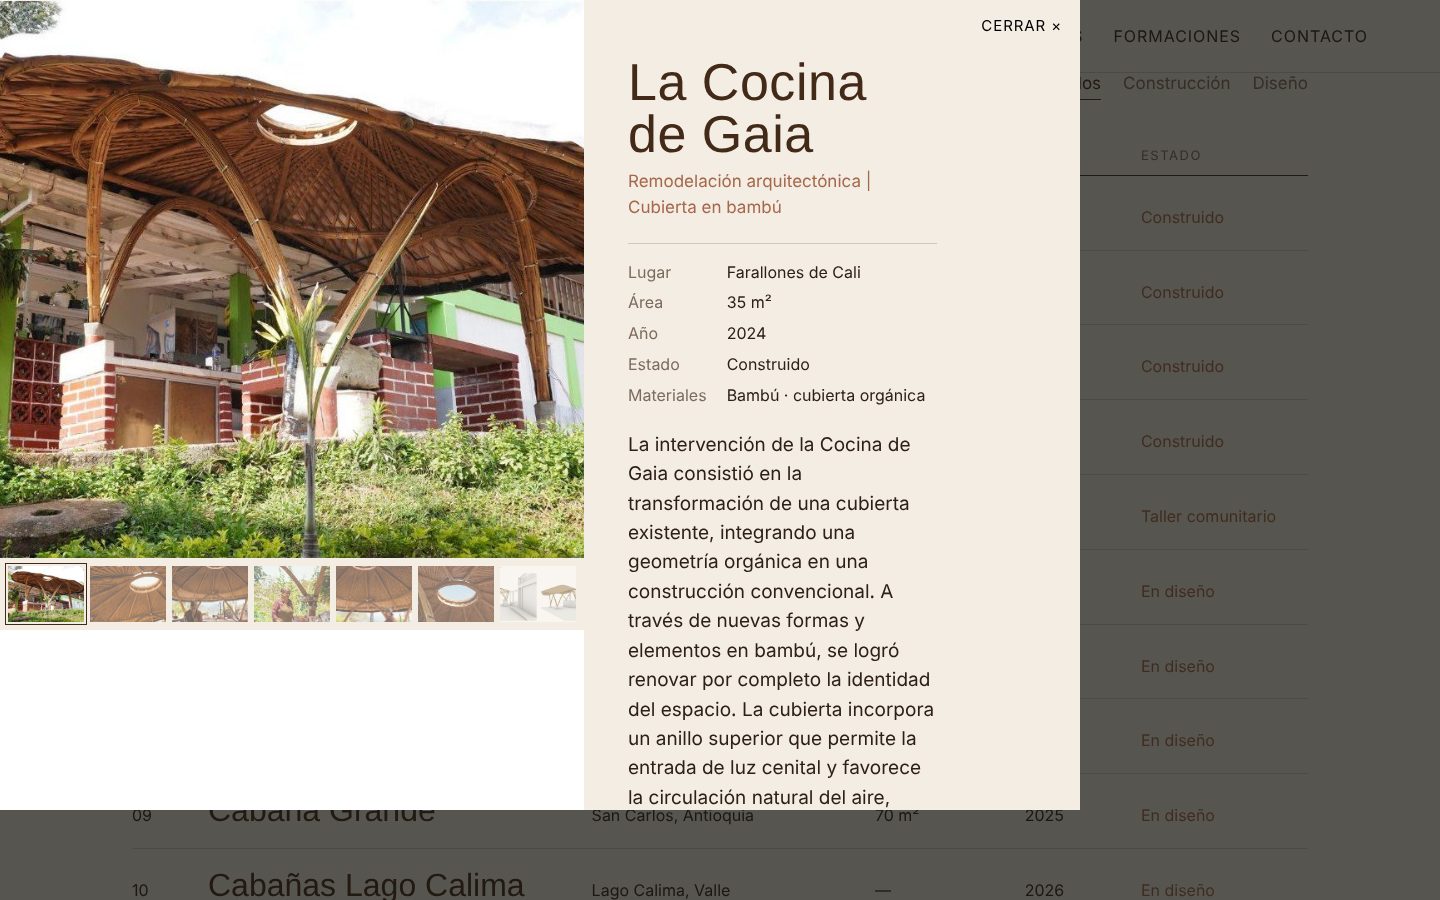 CERRAR ×
FORMACIONES
CONTACTO
Construcción
Diseño
La Cocina
de Gaia
Remodelación arquitectónica |
Cubierta en bambú
Lugar Farallones de Cali
Área 35 m²
Año 2024
Estado Construido
Materiales Bambú · cubierta orgánica
La intervención de la Cocina de
Gaia consistió en la
transformación de una cubierta
existente, integrando una
geometría orgánica en una
construcción convencional. A
través de nuevas formas y
elementos en bambú, se logró
renovar por completo la identidad
del espacio. La cubierta incorpora
un anillo superior que permite la
entrada de luz cenital y favorece
la circulación natural del aire,
ESTADO
Construido
Construido
Construido
Construido
Taller comunitario
En diseño
En diseño
En diseño
09 Cabaña Grande San Carlos, Antioquia 70 m² 2025 En diseño
10 Cabañas Lago Calima Lago Calima, Valle — 2026 En diseño